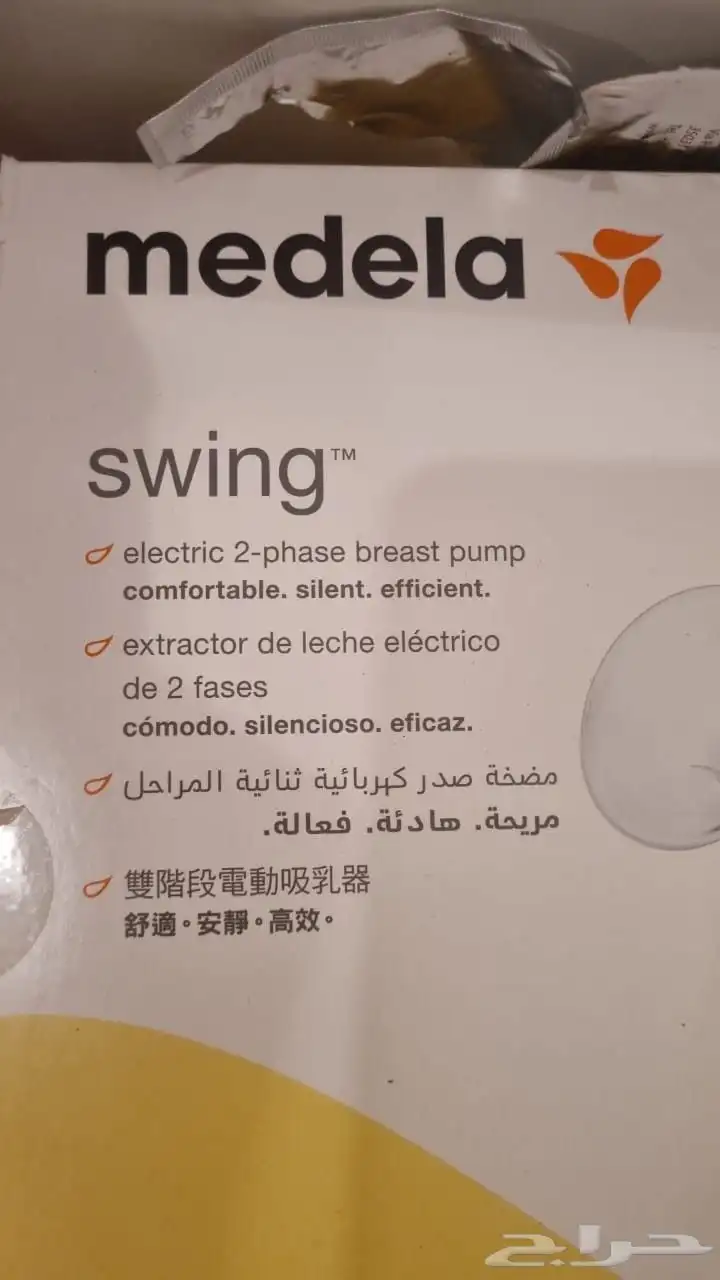 medela
swing™
electric 2-phase breast pump
comfortable. silent. efficient.
extractor de leche eléctrico
de 2 fases
cómodo. silencioso. eficaz.
مضخة صدر كهربائية ثنائية المراحل
مريحة. هادئة. فعالة.
雙階段電動吸乳器
舒適。安靜。高效。
حراج